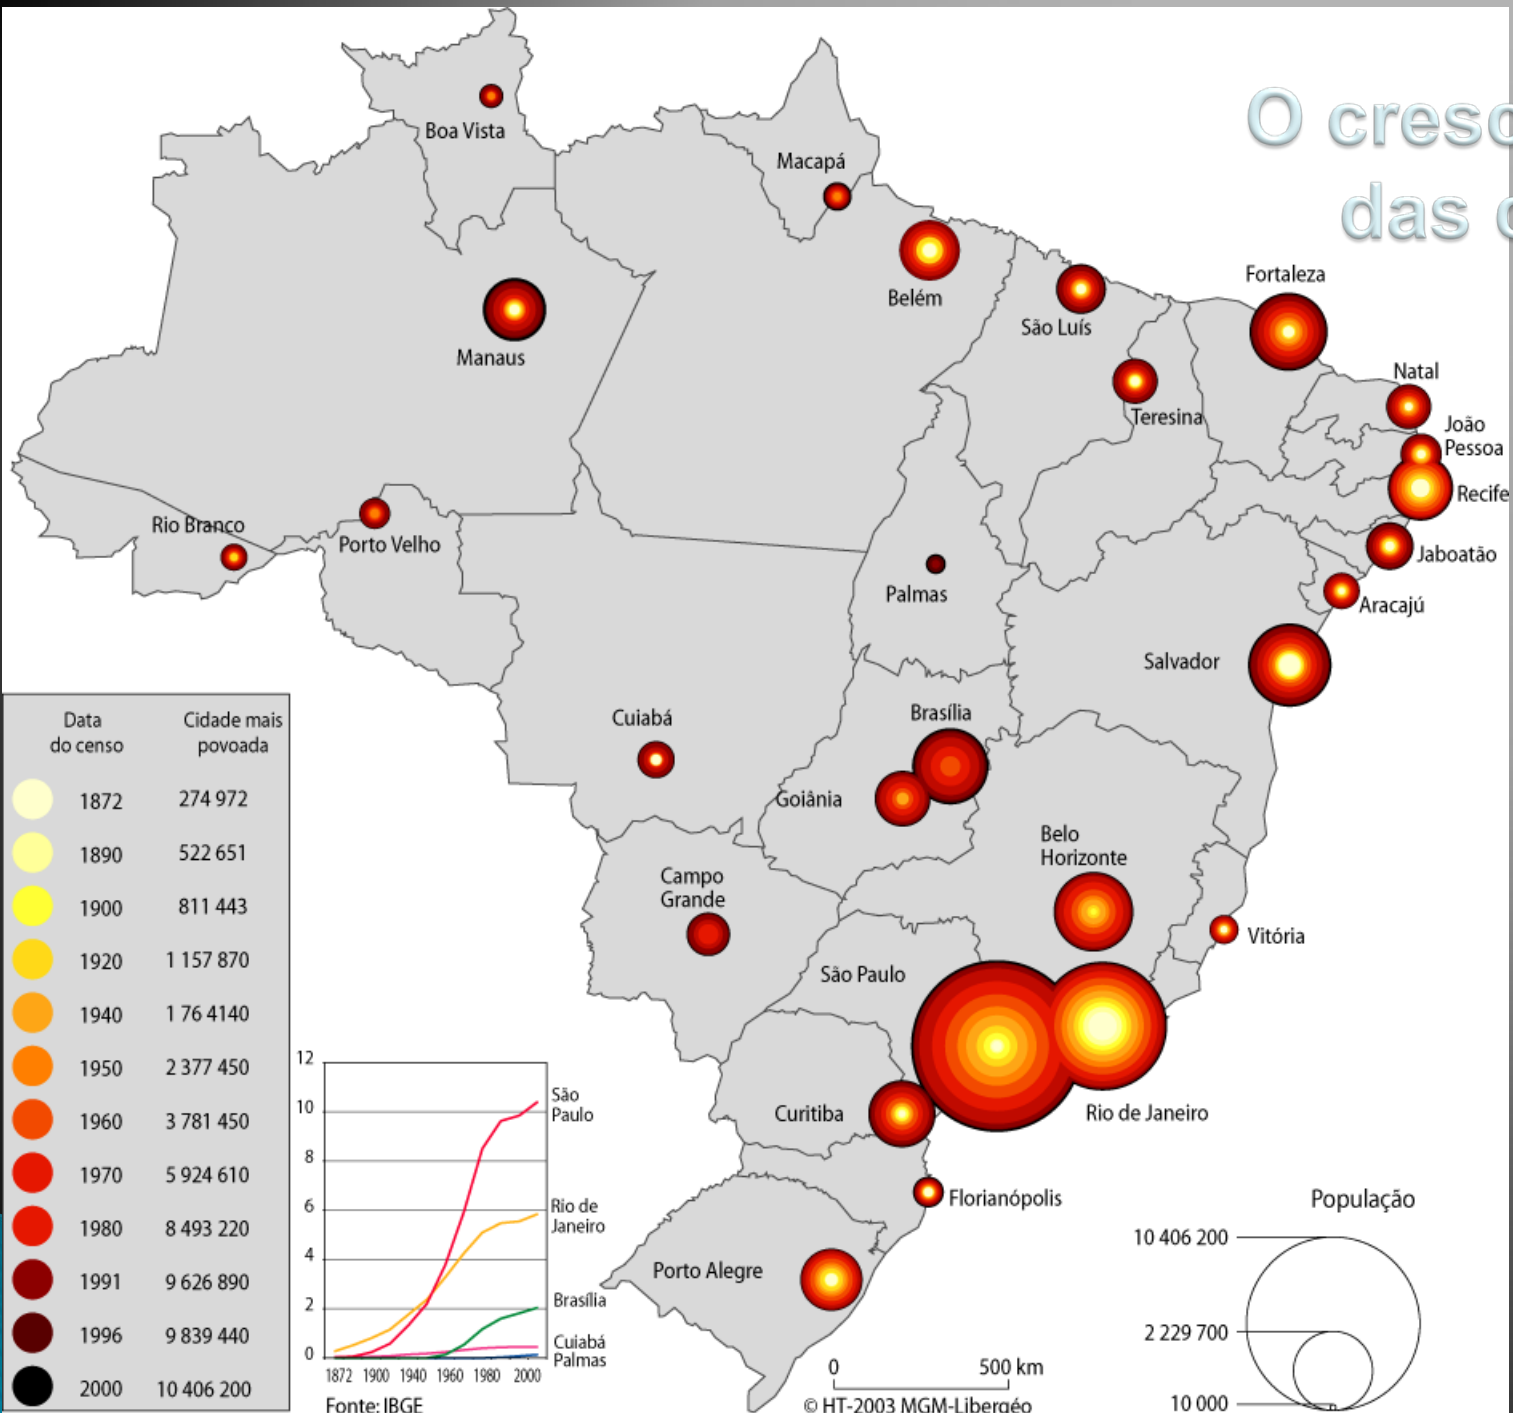 O cresc
das c
Boa Vista
Macapá
Belém
Manaus
São Luís
Fortaleza
Teresina
Natal
João
Pessoa
Recife
Jaboatão
Aracajú
Rio Branco
Porto Velho
Palmas
Salvador
Cuiabá
Brasília
Goiânia
Belo
Horizonte
Campo
Grande
Vitória
São Paulo
Rio de Janeiro
Curitiba
Florianópolis
Porto Alegre
Data
do censo
Cidade mais
povoada
1872 274 972
1890 522 651
1900 811 443
1920 1 157 870
1940 1 76 4140
1950 2 377 450
1960 3 781 450
1970 5 924 610
1980 8 493 220
1991 9 626 890
1996 9 839 440
2000 10 406 200
12
10
8
6
4
2
0
1872 1900 1940 1960 1980 2000
São
Paulo
Rio de
Janeiro
Brasília
Cuiabá
Palmas
Fonte: IBGE
População
10 406 200
2 229 700
10 000
0 500 km
© HT-2003 MGM-Libergéo